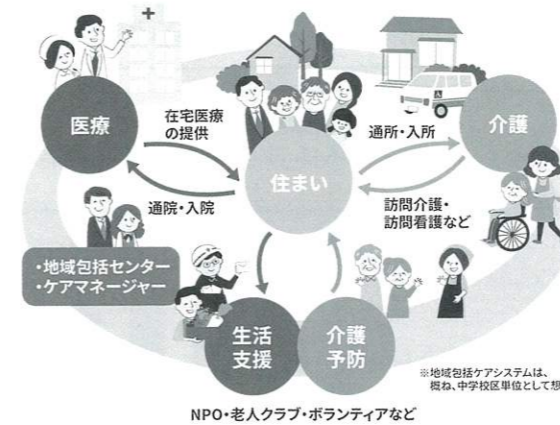 医療
在宅医療
の提供
通院・入院
住まい
通所・入所
介護
訪問介護・
訪問看護など
・地域包括センター
・ケアマネージャー
生活
支援
介護
予防
※地域包括ケアシステムは、
概ね、中学校区単位として想
NPO・老人クラブ・ボランティアなど